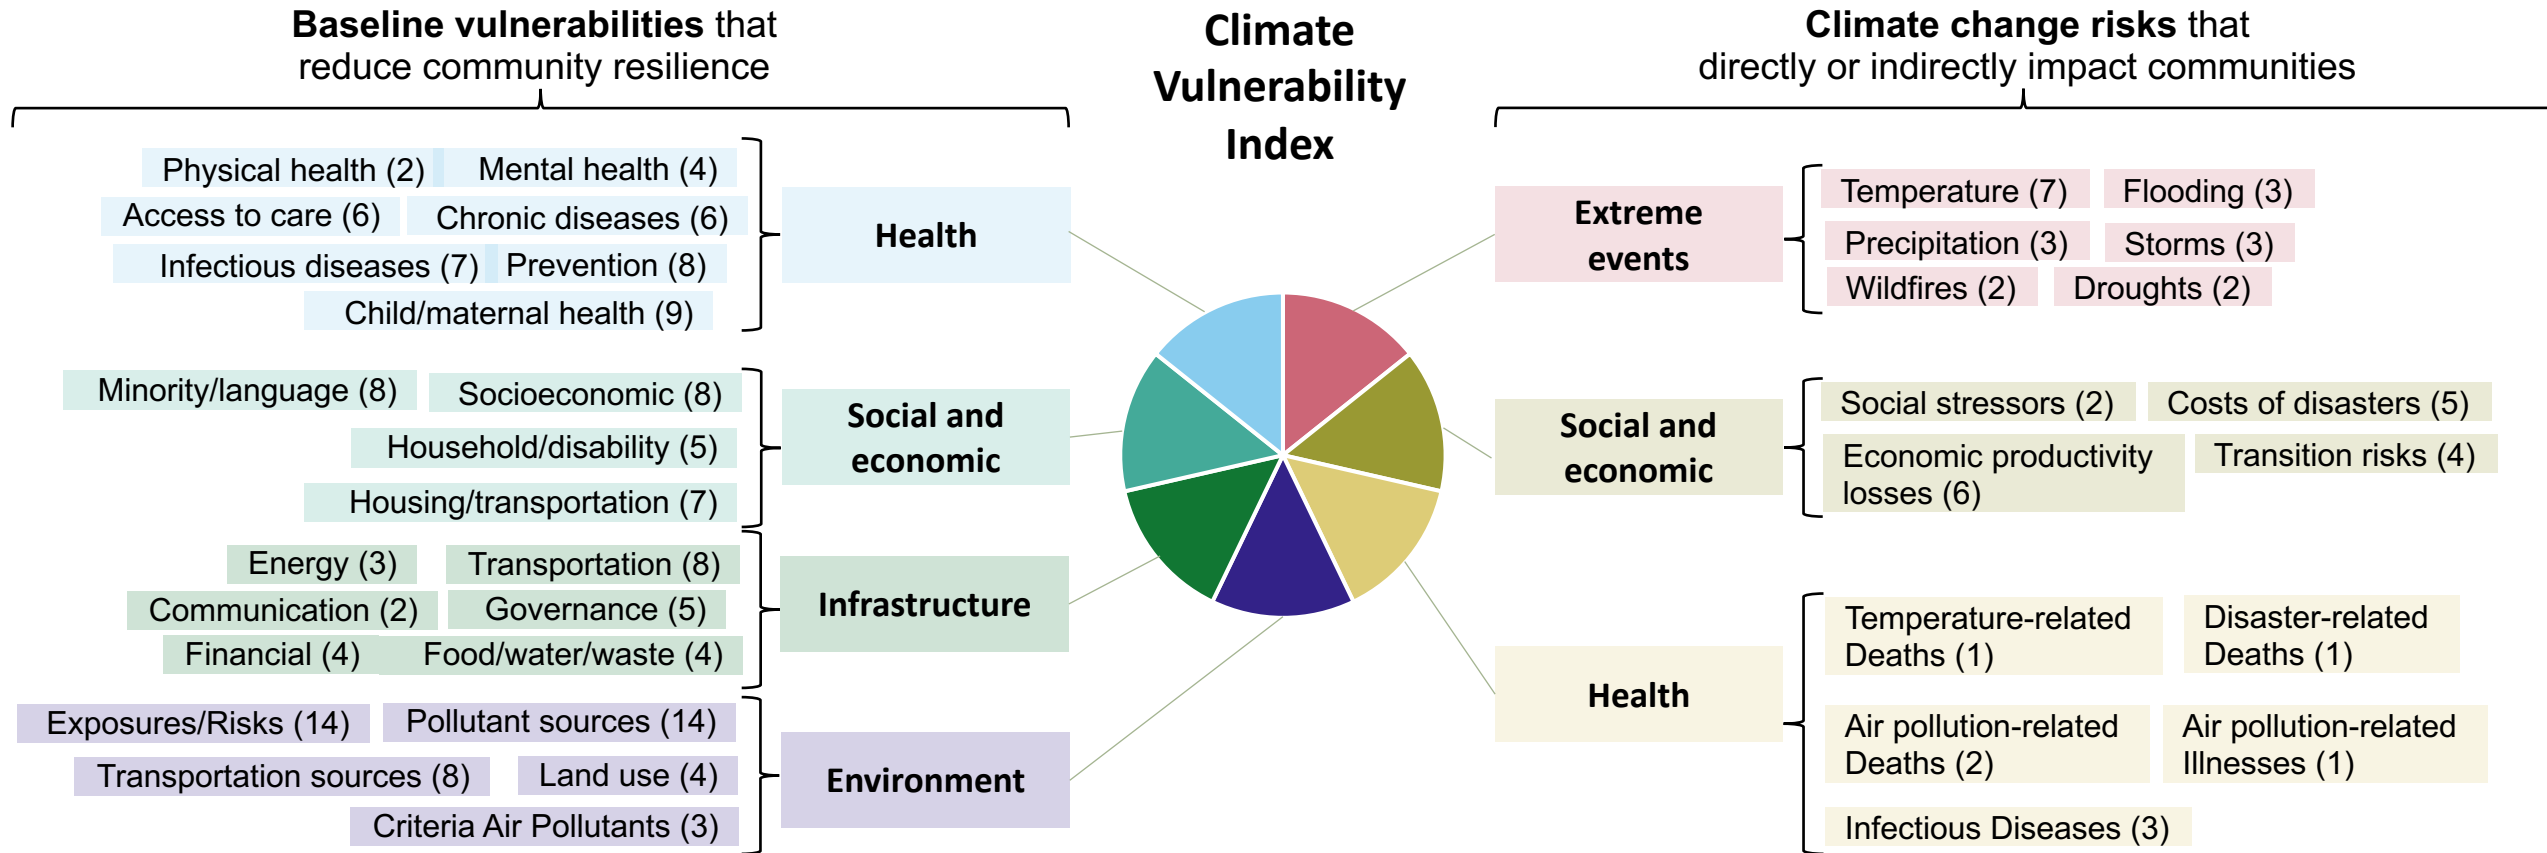 Baseline vulnerabilities that
reduce community resilience
Climate
Vulnerability
Index
Climate change risks that
directly or indirectly impact communities
Physical health (2)
Mental health (4)
Access to care (6)
Chronic diseases (6)
Infectious diseases (7)
Prevention (8)
Child/maternal health (9)
Health
Minority/language (8)
Socioeconomic (8)
Household/disability (5)
Housing/transportation (7)
Social and
economic
Energy (3)
Transportation (8)
Communication (2)
Governance (5)
Financial (4)
Food/water/waste (4)
Infrastructure
Exposures/Risks (14)
Pollutant sources (14)
Transportation sources (8)
Land use (4)
Criteria Air Pollutants (3)
Environment
Extreme
events
Temperature (7)
Flooding (3)
Precipitation (3)
Storms (3)
Wildfires (2)
Droughts (2)
Social and
economic
Social stressors (2)
Costs of disasters (5)
Economic productivity
losses (6)
Transition risks (4)
Health
Temperature-related
Deaths (1)
Disaster-related
Deaths (1)
Air pollution-related
Deaths (2)
Air pollution-related
Illnesses (1)
Infectious Diseases (3)